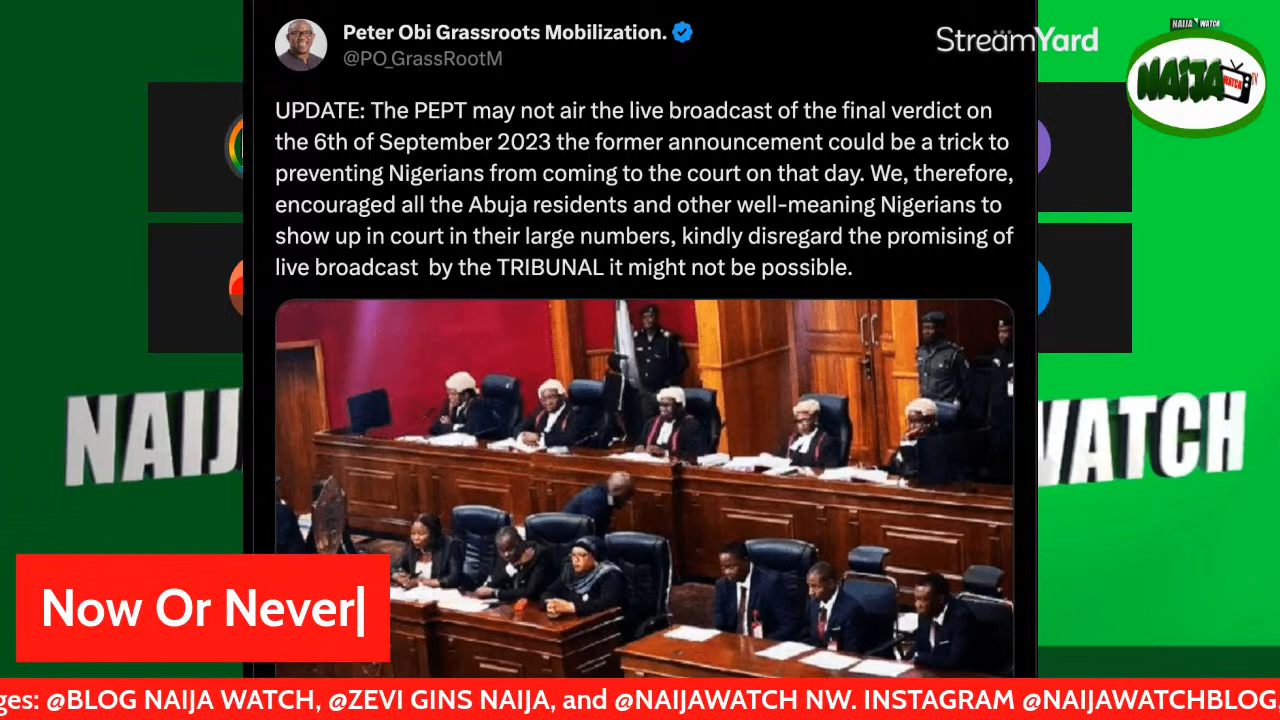 Peter Obi Grassroots Mobilization.
@PO_GrassRootM
StreamYard
NAIJA WATCH
NAIJA WATCH TV
UPDATE: The PEPT may not air the live broadcast of the final verdict on
the 6th of September 2023 the former announcement could be a trick to
preventing Nigerians from coming to the court on that day. We, therefore,
encouraged all the Abuja residents and other well-meaning Nigerians to
show up in court in their large numbers, kindly disregard the promising of
live broadcast by the TRIBUNAL it might not be possible.
NAIJ
WATCH
Now Or Never
ges: @BLOG NAIJA WATCH, @ZEVI GINS NAIJA, and @NAIJAWATCH NW. INSTAGRAM @NAIJAWATCHBLOG,